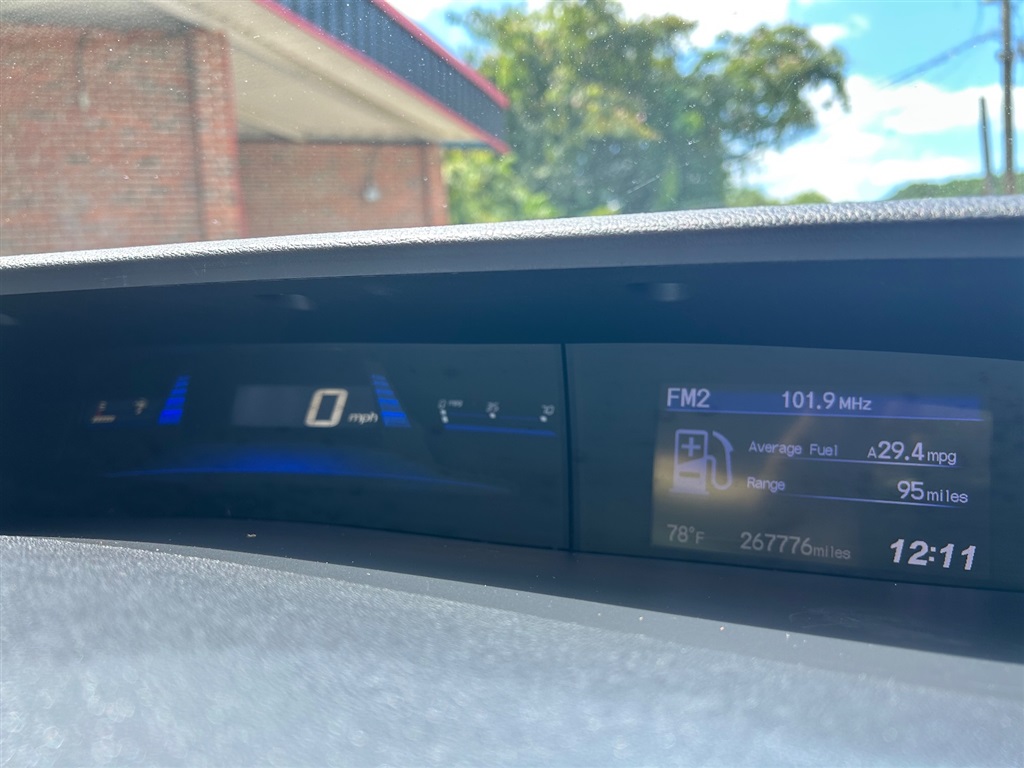 0 mph
FM2 101.9 MHz
Average Fuel A29.4 mpg
Range 95 miles
78°F 267776 miles 12:11